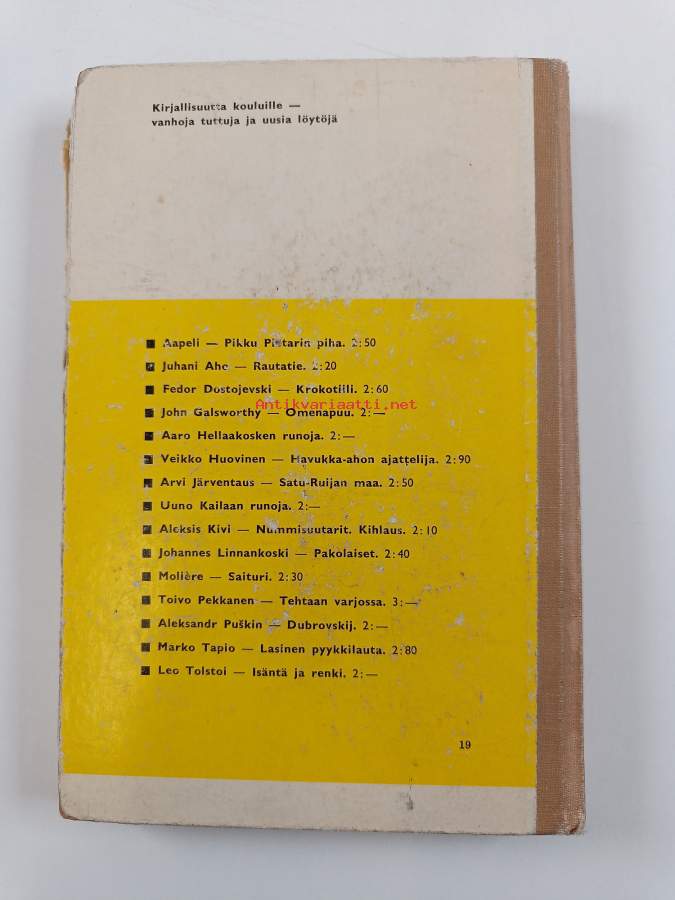 Kirjallisuutta kouluille —
vanhoja tuttuja ja uusia löytöjä
Aapeli — Pikku Pietarin piha. 2:50
Juhani Aho — Rautatie. 2:20
Fedor Dostojevski — Krokotiili. 2:60
Antikvariaatti.net
John Galsworthy — Omenapuu. 2:—
Aaro Hellaakosken runoja. 2:—
Veikko Huovinen — Havukka-ahon ajattelija. 2:90
Arvi Järventaus — Satu-Ruijan maa. 2:50
Uuno Kailaan runoja. 2:—
Aleksis Kivi — Nummisuutarit. Kihlaus. 2:10
Johannes Linnankoski — Pakolaiset. 2:40
Molière — Saituri. 2:30
Toivo Pekkanen — Tehtaan varjossa. 3:—
Aleksandr Puškin — Dubrovskij. 2:—
Marko Tapio — Lasinen pyykkilauta. 2:80
Leo Tolstoi — Isäntä ja renki. 2:—
19